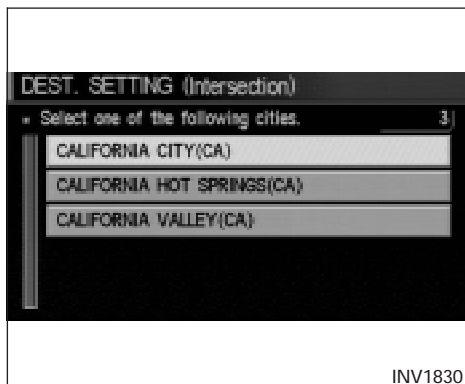 DEST. SETTING (Intersection)
Select one of the following cities. 3
CALIFORNIA CITY(CA)
CALIFORNIA HOT SPRINGS(CA)
CALIFORNIA VALLEY(CA)
INV1830